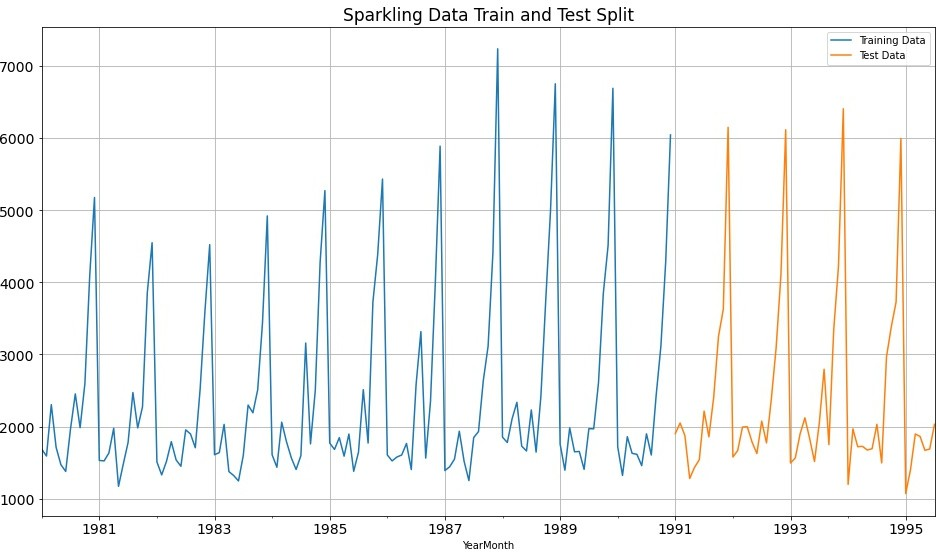 Sparkling Data Train and Test Split
Training Data
Test Data
7000
6000
5000
4000
3000
2000
1000
1981 1983 1985 1987 1989 1991 1993 1995
YearMonth